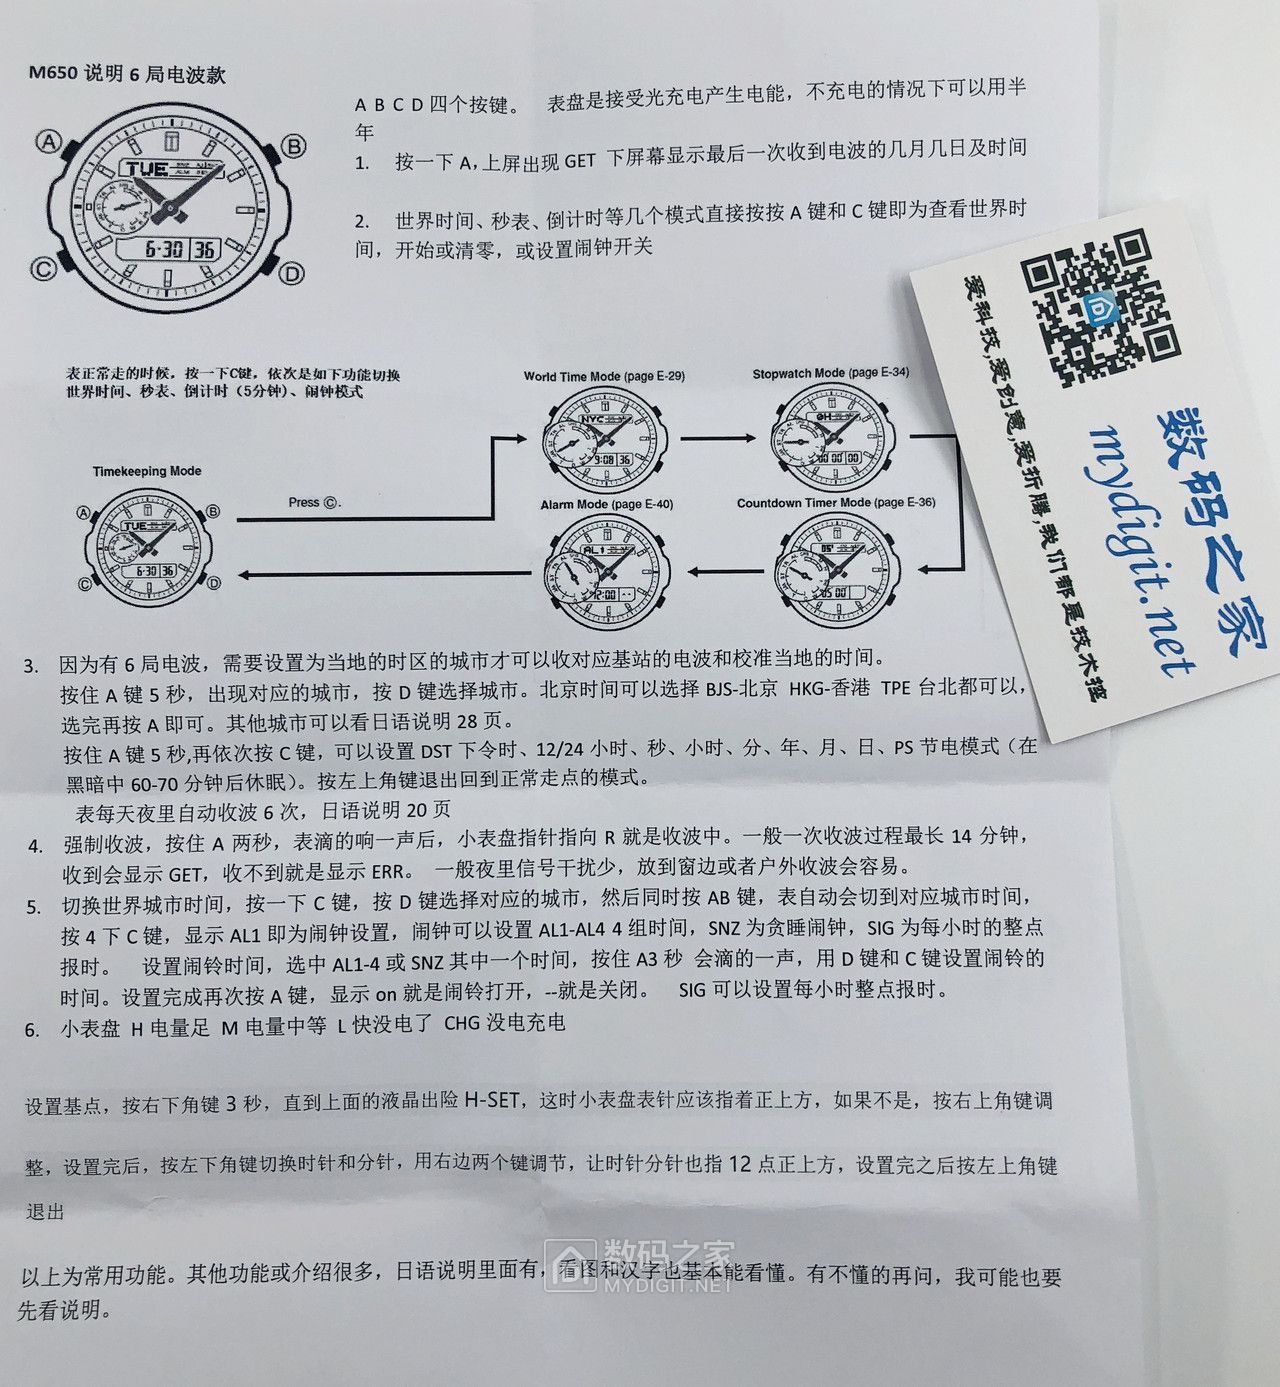 M650 说明 6 局电波款
A
B
C
D
TUE
6·30 36
A B C D 四个按键。 表盘是接受光充电产生电能，不充电的情况下可以用半
年
1. 按一下 A，上屏出现 GET 下屏幕显示最后一次收到电波的几月几日及时间
2. 世界时间、秒表、倒计时等几个模式直接按按 A 键和 C 键即为查看世界时
间，开始或清零，或设置闹钟开关
表正常走的时候，按一下C键，依次是如下功能切换
世界时间、秒表、倒计时（5分钟）、闹钟模式
World Time Mode (page E-29)
NYC
9:08 36
Stopwatch Mode (page E-34)
0H
00'00 00
Timekeeping Mode
A
B
C
D
TUE
6·30 36
Press Ⓒ.
Alarm Mode (page E-40)
AL1
12:00 --
Countdown Timer Mode (page E-36)
05'00
3. 因为有 6 局电波，需要设置为当地的时区的城市才可以收对应基站的电波和校准当地的时间。
按住 A 键 5 秒，出现对应的城市，按 D 键选择城市。北京时间可以选择 BJS-北京 HKG-香港 TPE 台北都可以，
选完再按 A 即可。其他城市可以看日语说明 28 页。
按住 A 键 5 秒,再依次按 C 键，可以设置 DST 下令时、12/24 小时、秒、小时、分、年、月、日、PS 节电模式（在
黑暗中 60-70 分钟后休眠）。按左上角键退出回到正常走点的模式。
表每天夜里自动收波 6 次，日语说明 20 页
4. 强制收波，按住 A 两秒，表滴的响一声后，小表盘指针指向 R 就是收波中。一般一次收波过程最长 14 分钟，
收到会显示 GET，收不到就是显示 ERR。 一般夜里信号干扰少，放到窗边或者户外收波会容易。
5. 切换世界城市时间，按一下 C 键，按 D 键选择对应的城市，然后同时按 AB 键，表自动会切到对应城市时间，
按 4 下 C 键，显示 AL1 即为闹钟设置，闹钟可以设置 AL1-AL4 4 组时间，SNZ 为贪睡闹钟，SIG 为每小时的整点
报时。 设置闹铃时间，选中 AL1-4 或 SNZ 其中一个时间，按住 A3 秒 会滴的一声，用 D 键和 C 键设置闹铃的
时间。设置完成再次按 A 键，显示 on 就是闹铃打开，--就是关闭。 SIG 可以设置每小时整点报时。
6. 小表盘 H 电量足 M 电量中等 L 快没电了 CHG 没电充电
设置基点，按右下角键 3 秒，直到上面的液晶出险 H-SET，这时小表盘表针应该指着正上方，如果不是，按右上角键调
整，设置完后，按左下角键切换时针和分针，用右边两个键调节，让时针分针也指 12 点正上方，设置完之后按左上角键
退出
以上为常用功能。其他功能或介绍很多，日语说明里面有，看图和汉字也基本能看懂。有不懂的再问，我可能也要
先看说明。
数码之家
mydigit.net
爱科技,爱创意,爱折腾,我们都是技术控
数码之家
MYDIGIT.NET